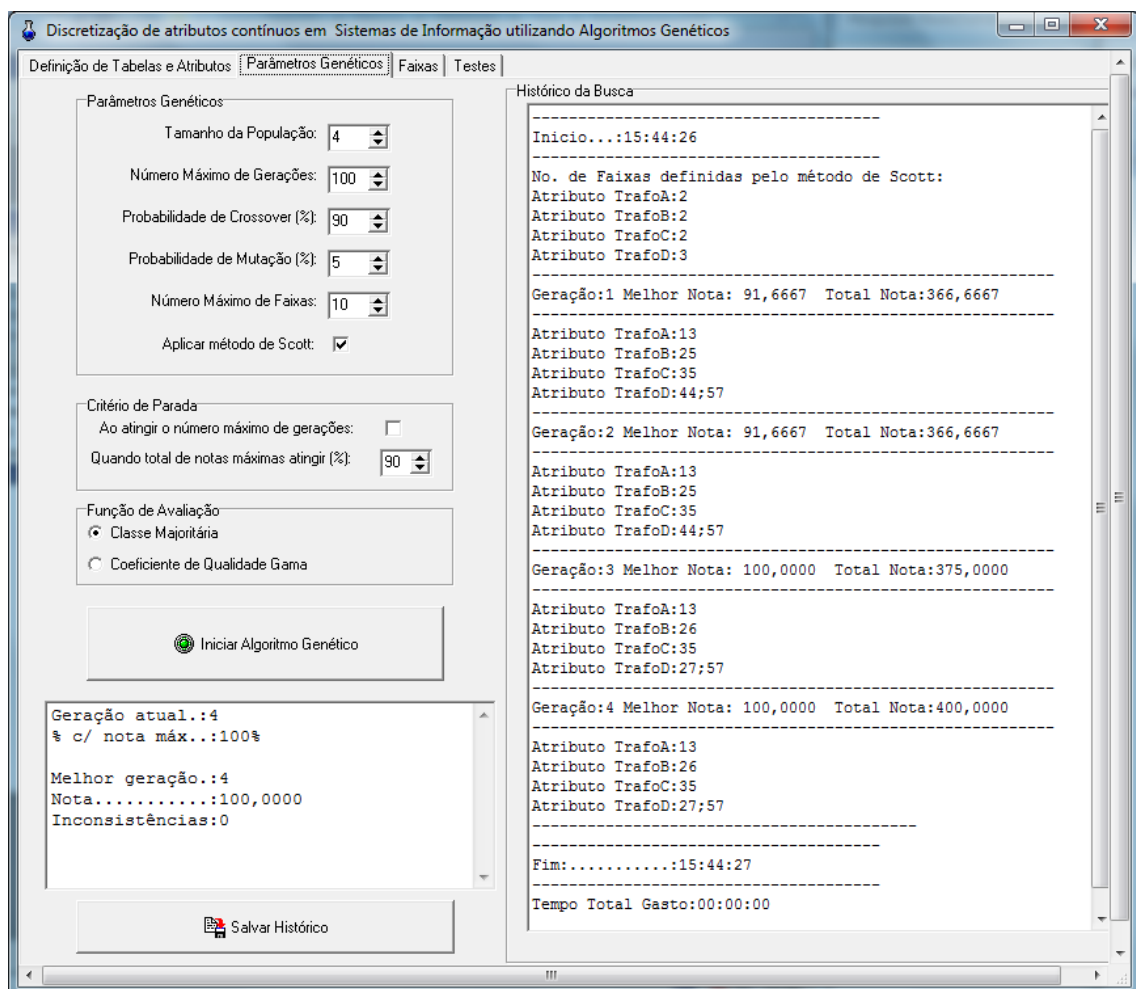 Discretização de atributos contínuos em  Sistemas de Informação utilizando Algoritmos Genéticos
Definição de Tabelas e Atributos
Parâmetros Genéticos
Faixas
Testes
Parâmetros Genéticos
Tamanho da População: 4
Número Máximo de Gerações: 100
Probabilidade de Crossover (%): 90
Probabilidade de Mutação (%): 5
Número Máximo de Faixas: 10
Aplicar método de Scott:
Critério de Parada
Ao atingir o número máximo de gerações:
Quando total de notas máximas atingir (%): 90
Função de Avaliação
Classe Majoritária
Coeficiente de Qualidade Gama
Iniciar Algoritmo Genético
Geração atual.:4
% c/ nota máx..:100%
Melhor geração.:4
Nota...........:100,0000
Inconsistências:0
Salvar Histórico
Histórico da Busca
--------------------------------------
Inicio...:15:44:26
--------------------------------------
No. de Faixas definidas pelo método de Scott:
Atributo TrafoA:2
Atributo TrafoB:2
Atributo TrafoC:2
Atributo TrafoD:3
---------------------------------------------------------
Geração:1 Melhor Nota: 91,6667  Total Nota:366,6667
---------------------------------------------------------
Atributo TrafoA:13
Atributo TrafoB:25
Atributo TrafoC:35
Atributo TrafoD:44;57
---------------------------------------------------------
Geração:2 Melhor Nota: 91,6667  Total Nota:366,6667
---------------------------------------------------------
Atributo TrafoA:13
Atributo TrafoB:25
Atributo TrafoC:35
Atributo TrafoD:44;57
---------------------------------------------------------
Geração:3 Melhor Nota: 100,0000  Total Nota:375,0000
---------------------------------------------------------
Atributo TrafoA:13
Atributo TrafoB:26
Atributo TrafoC:35
Atributo TrafoD:27;57
---------------------------------------------------------
Geração:4 Melhor Nota: 100,0000  Total Nota:400,0000
---------------------------------------------------------
Atributo TrafoA:13
Atributo TrafoB:26
Atributo TrafoC:35
Atributo TrafoD:27;57
------------------------------------------
--------------------------------------
Fim:...........:15:44:27
--------------------------------------
Tempo Total Gasto:00:00:00